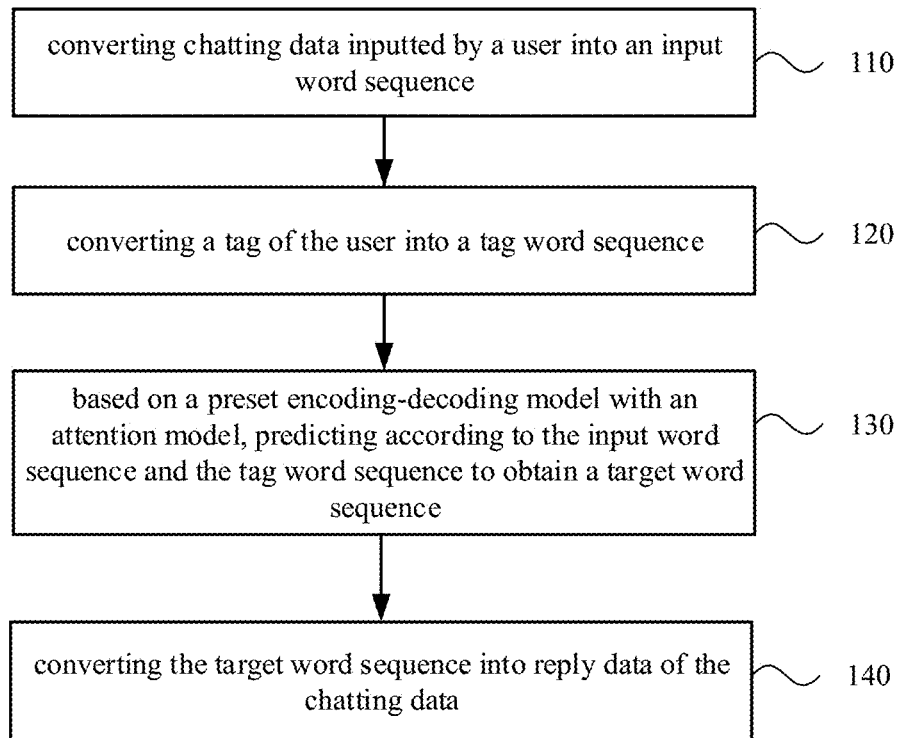 converting chatting data inputted by a user into an input
word sequence
110
converting a tag of the user into a tag word sequence
120
based on a preset encoding-decoding model with an
attention model, predicting according to the input word
sequence and the tag word sequence to obtain a target word
sequence
130
converting the target word sequence into reply data of the
chatting data
140